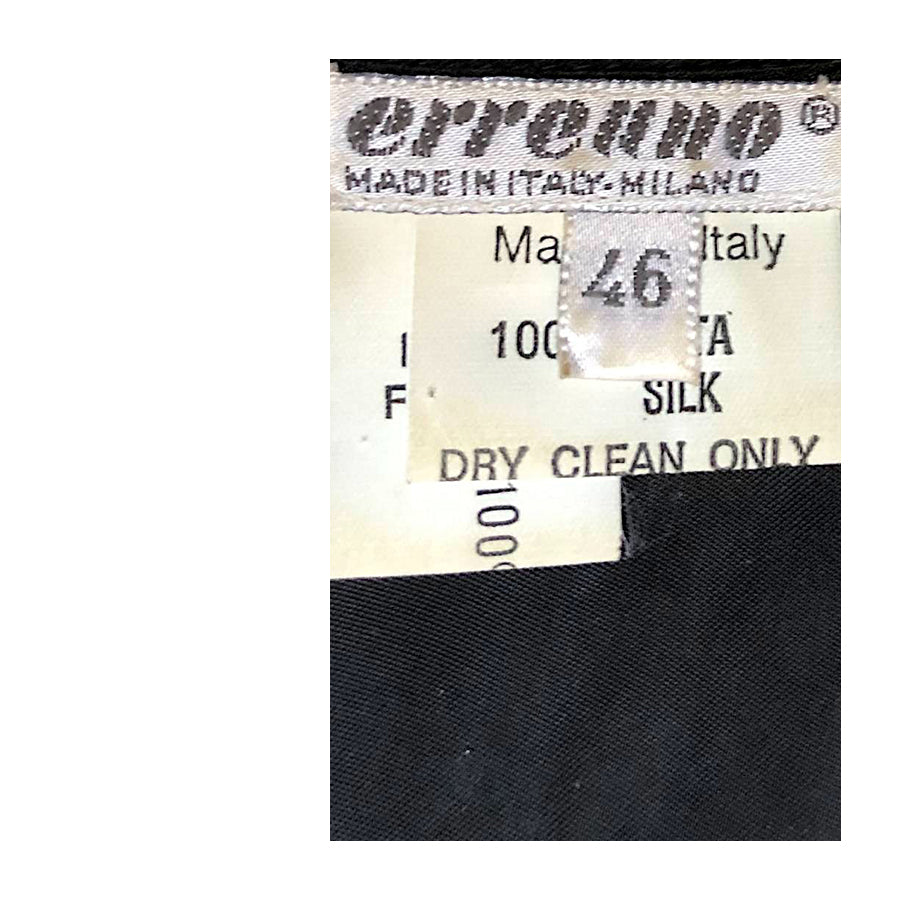 erreuno ®
MADE IN ITALY-MILANO
Ma Italy
46
100 TA
SILK
F
DRY CLEAN ONLY
100